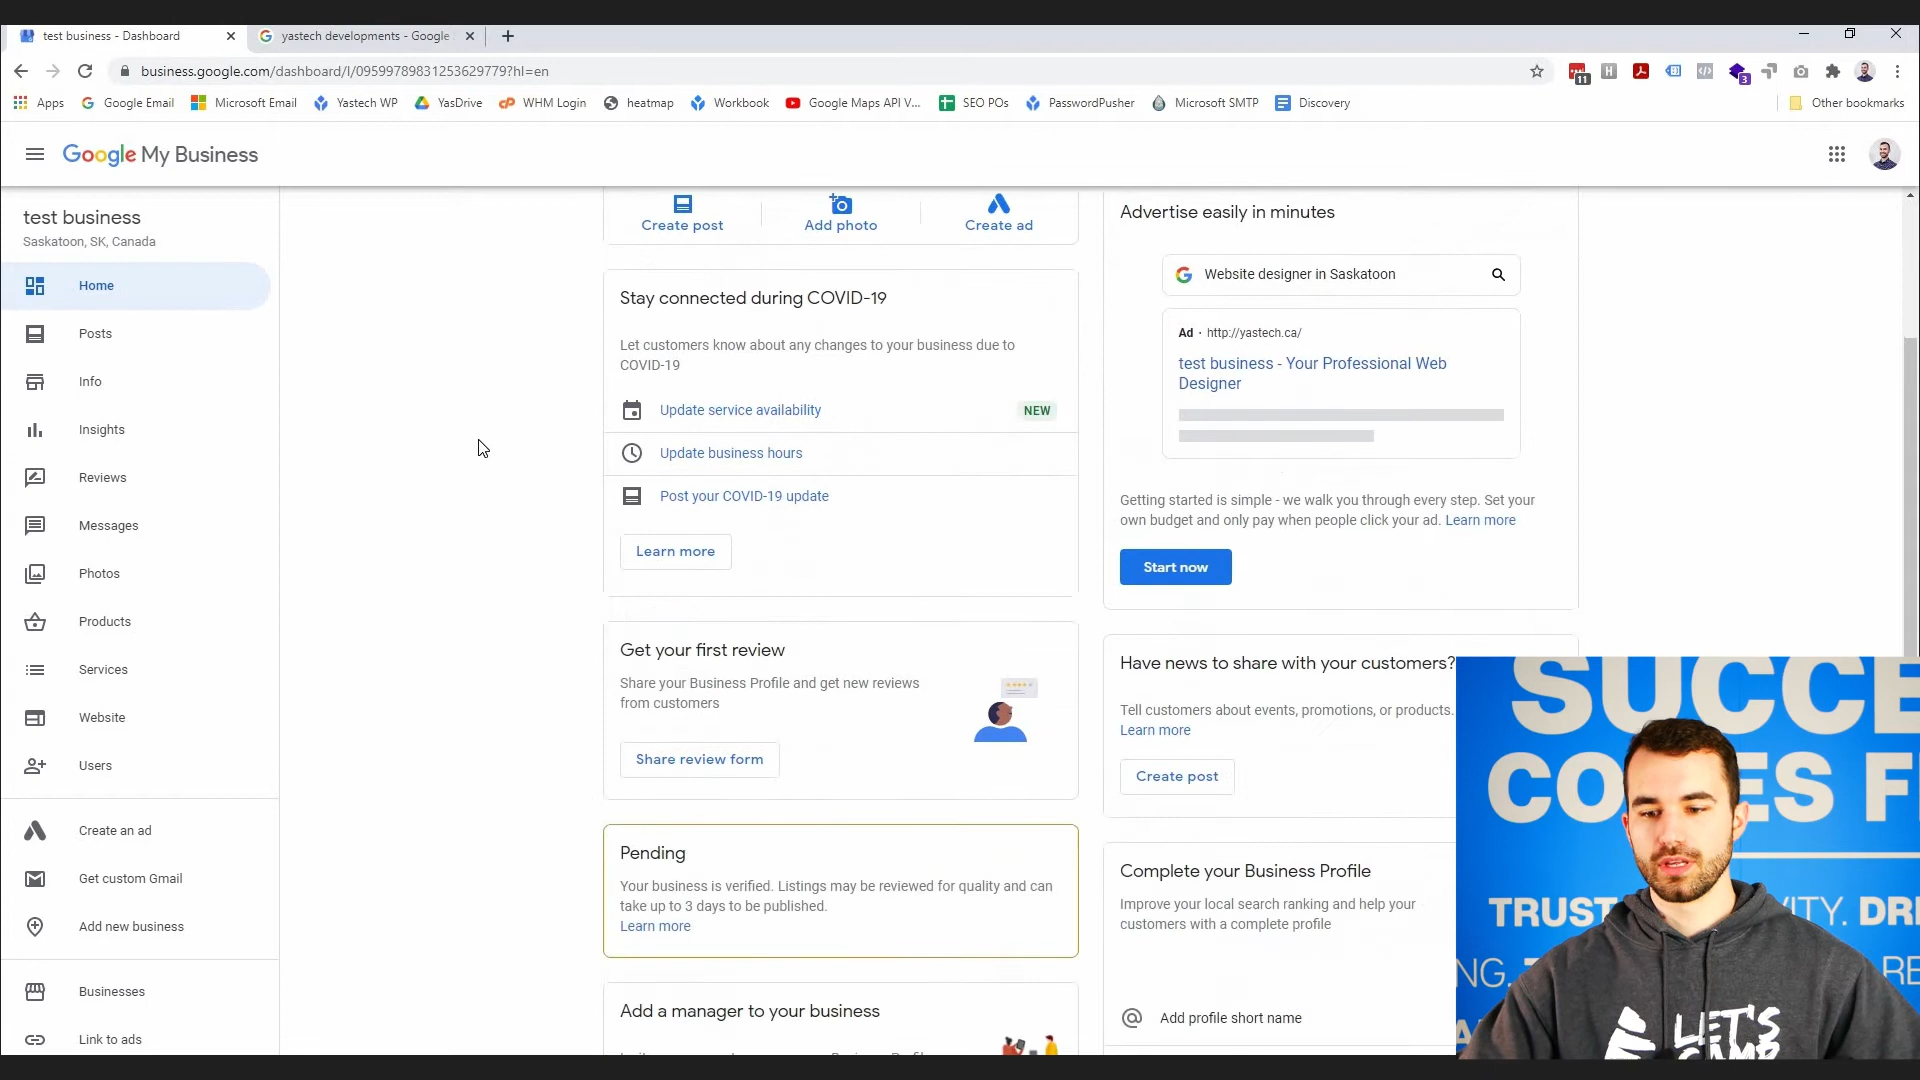 test business - Dashboard
yastech developments - Google
business.google.com/dashboard/l/09599789831253629779?hl=en
11
3
Apps
Google Email
Microsoft Email
Yastech WP
YasDrive
WHM Login
heatmap
Workbook
Google Maps API V...
SEO POs
PasswordPusher
Microsoft SMTP
Discovery
Other bookmarks
Google My Business
test business
Saskatoon, SK, Canada
Home
Posts
Info
Insights
Reviews
Messages
Photos
Products
Services
Website
Users
Create an ad
Get custom Gmail
Add new business
Businesses
Link to ads
Create post
Add photo
Create ad
Stay connected during COVID-19
Let customers know about any changes to your business due to
COVID-19
Update service availability
NEW
Update business hours
Post your COVID-19 update
Learn more
Get your first review
Share your Business Profile and get new reviews
from customers
Share review form
Pending
Your business is verified. Listings may be reviewed for quality and can
take up to 3 days to be published.
Learn more
Add a manager to your business
Advertise easily in minutes
Website designer in Saskatoon
Ad · http://yastech.ca/
test business - Your Professional Web
Designer
Getting started is simple - we walk you through every step. Set your
own budget and only pay when people click your ad. Learn more
Start now
Have news to share with your customers?
Tell customers about events, promotions, or products.
Learn more
Create post
Complete your Business Profile
Improve your local search ranking and help your
customers with a complete profile
Add profile short name
SUCCE
CO ES F
TRUST VITY. DRI
NG. RE
LET'S
CAMP